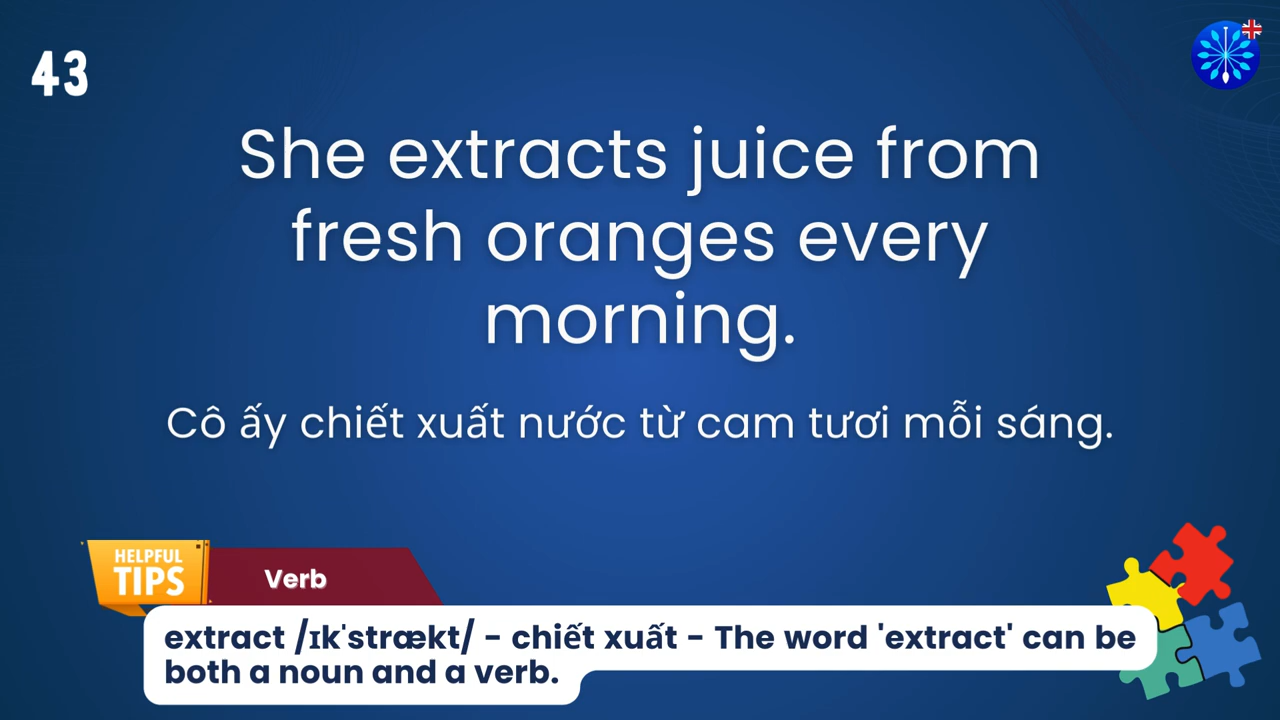 43
She extracts juice from
fresh oranges every
morning.
Cô ấy chiết xuất nước từ cam tươi mỗi sáng.
HELPFUL
TIPS
Verb
extract /ɪkˈstrækt/ - chiết xuất - The word 'extract' can be
both a noun and a verb.